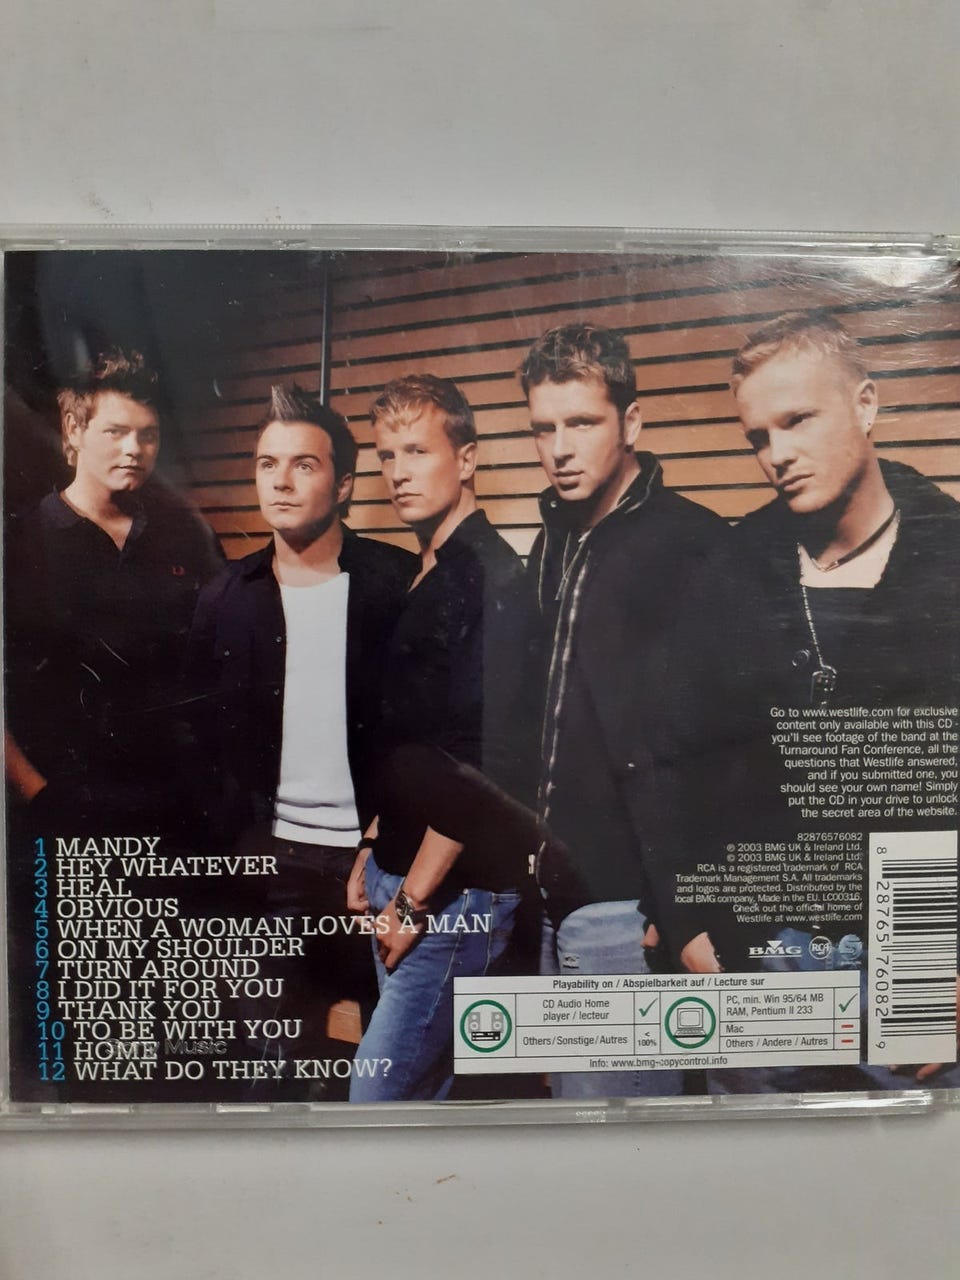 Go to www.westlife.com for exclusive
content only available with this CD -
you'll see footage of the band at the
Turnaround Fan Conference, all the
questions that Westlife answered,
and if you submitted one, you
should see your own name! Simply
put the CD in your drive to unlock
the secret area of the website.
1 MANDY
2 HEY WHATEVER
3 HEAL
4 OBVIOUS
5 WHEN A WOMAN LOVES A MAN
6 ON MY SHOULDER
7 TURN AROUND
8 I DID IT FOR YOU
9 THANK YOU
10 TO BE WITH YOU
11 HOME
12 WHAT DO THEY KNOW?
Music
82876576082
℗ 2003 BMG UK & Ireland Ltd.
© 2003 BMG UK & Ireland Ltd.
RCA is a registered trademark of RCA
Trademark Management S.A. All trademarks
and logos are protected. Distributed by the
local BMG company. Made in the EU. LC00316.
Check out the official home of
Westlife at www.westlife.com
BMG RCA
8 28765 76082 9
Playability on / Abspielbarkeit auf / Lecture sur
CD Audio Home
player / lecteur
Others/Sonstige/Autres
< 100%
PC, min. Win 95/64 MB
RAM, Pentium II 233
Mac
Others / Andere / Autres
Info: www.bmg-copycontrol.info